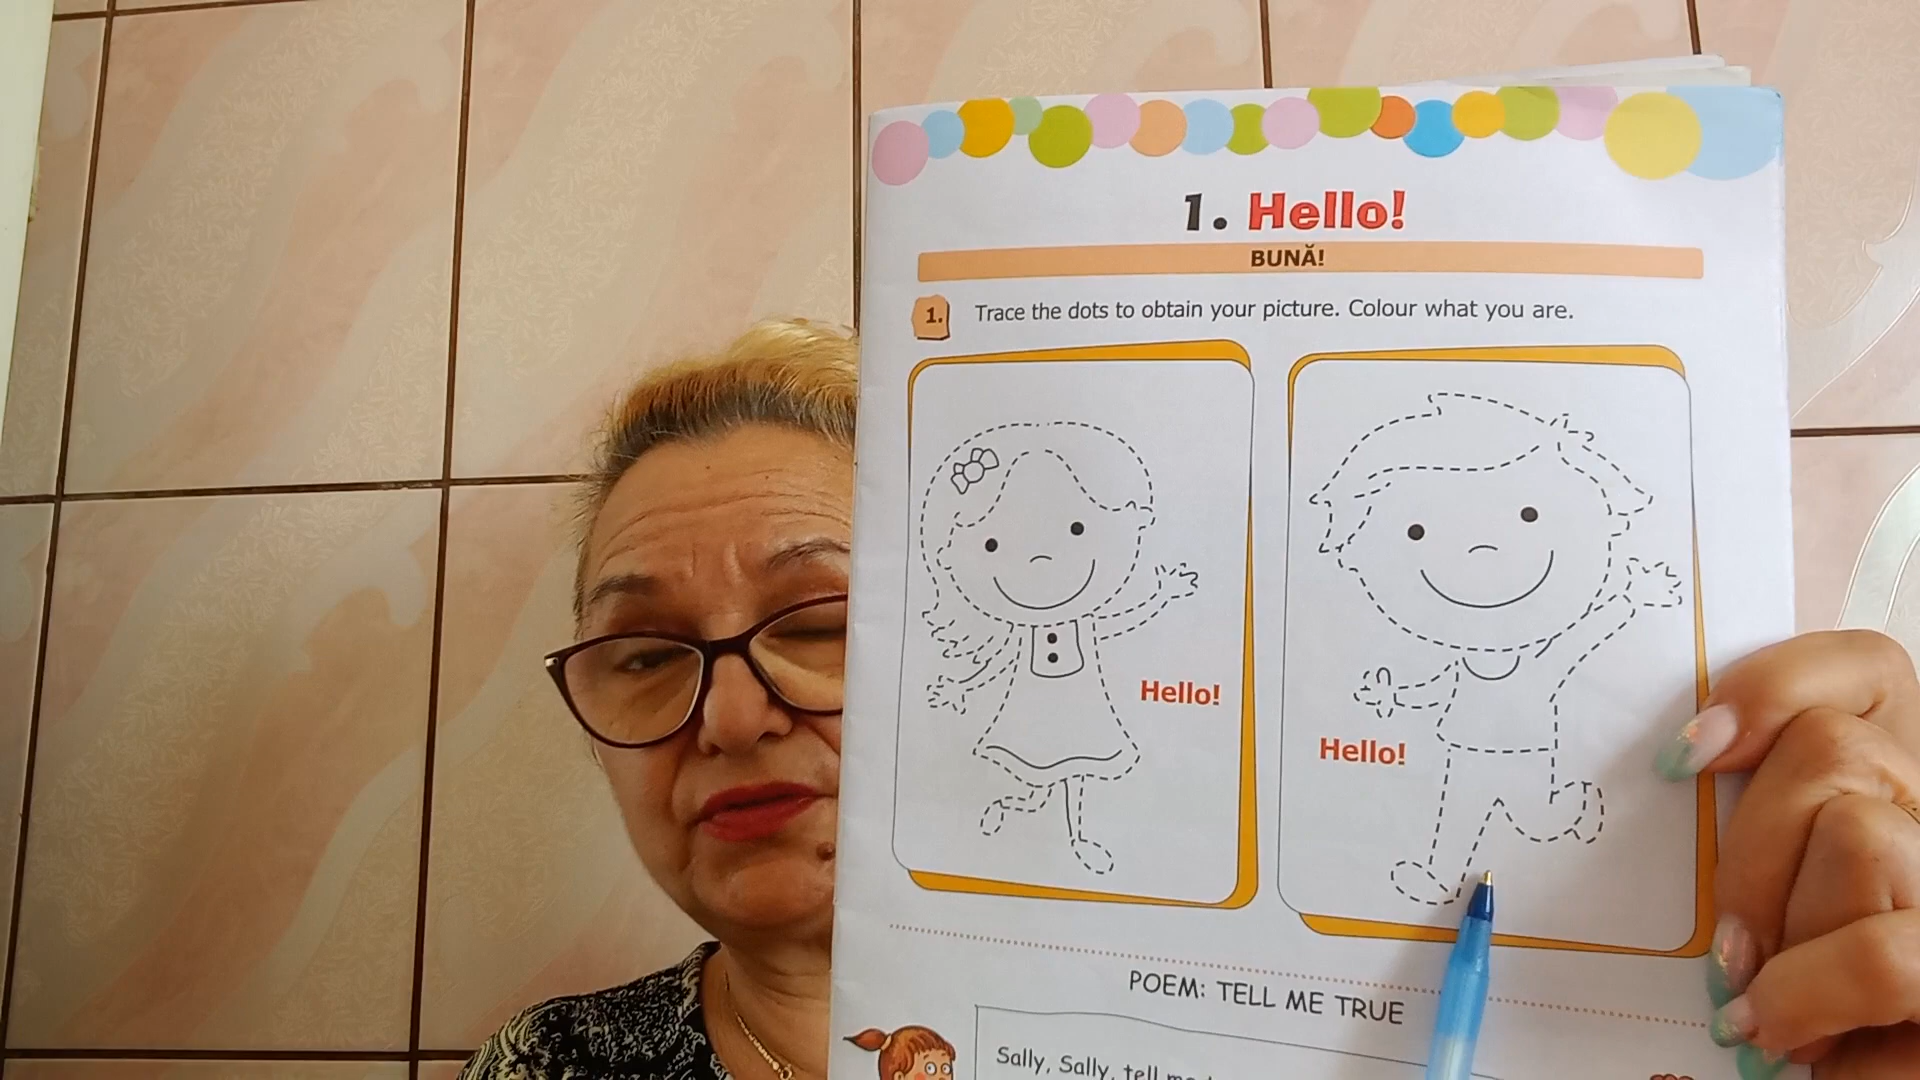 1. Hello!
BUNĂ!
1. Trace the dots to obtain your picture. Colour what you are.
Hello!
Hello!
POEM: TELL ME TRUE
Sally, Sally, tell